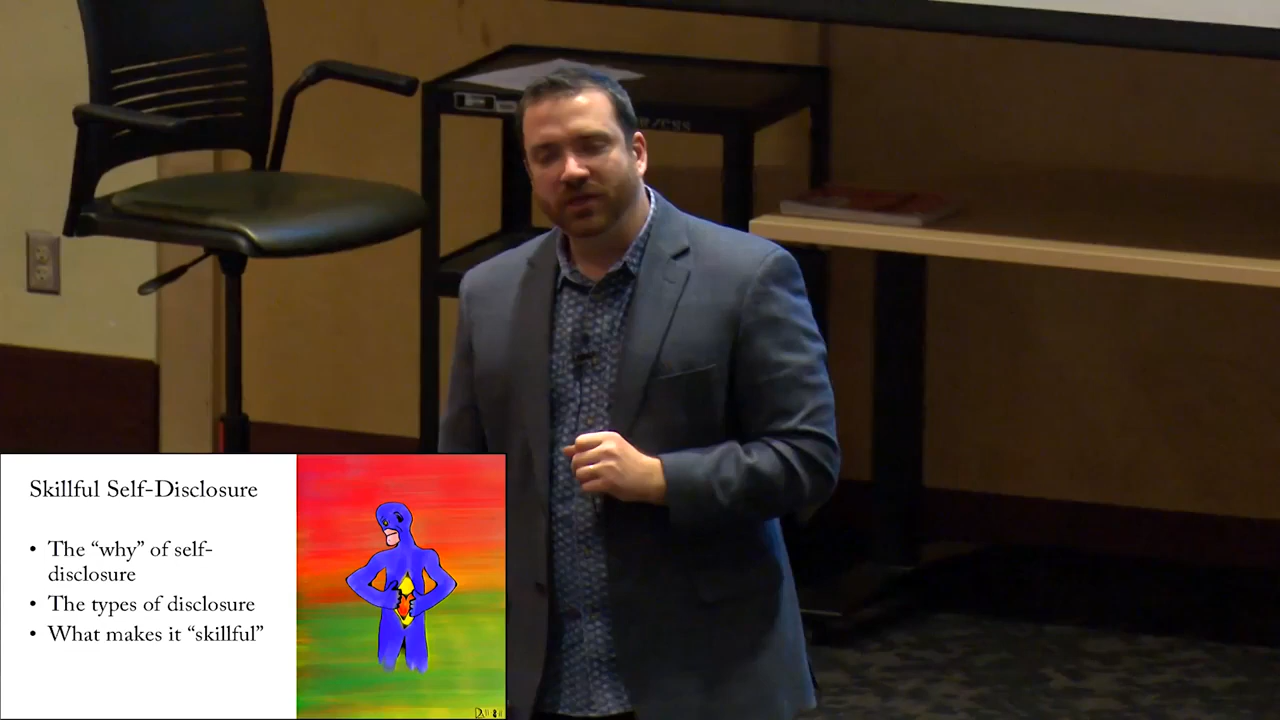 Skillful Self-Disclosure
• The “why” of self-
disclosure
• The types of disclosure
• What makes it “skillful”